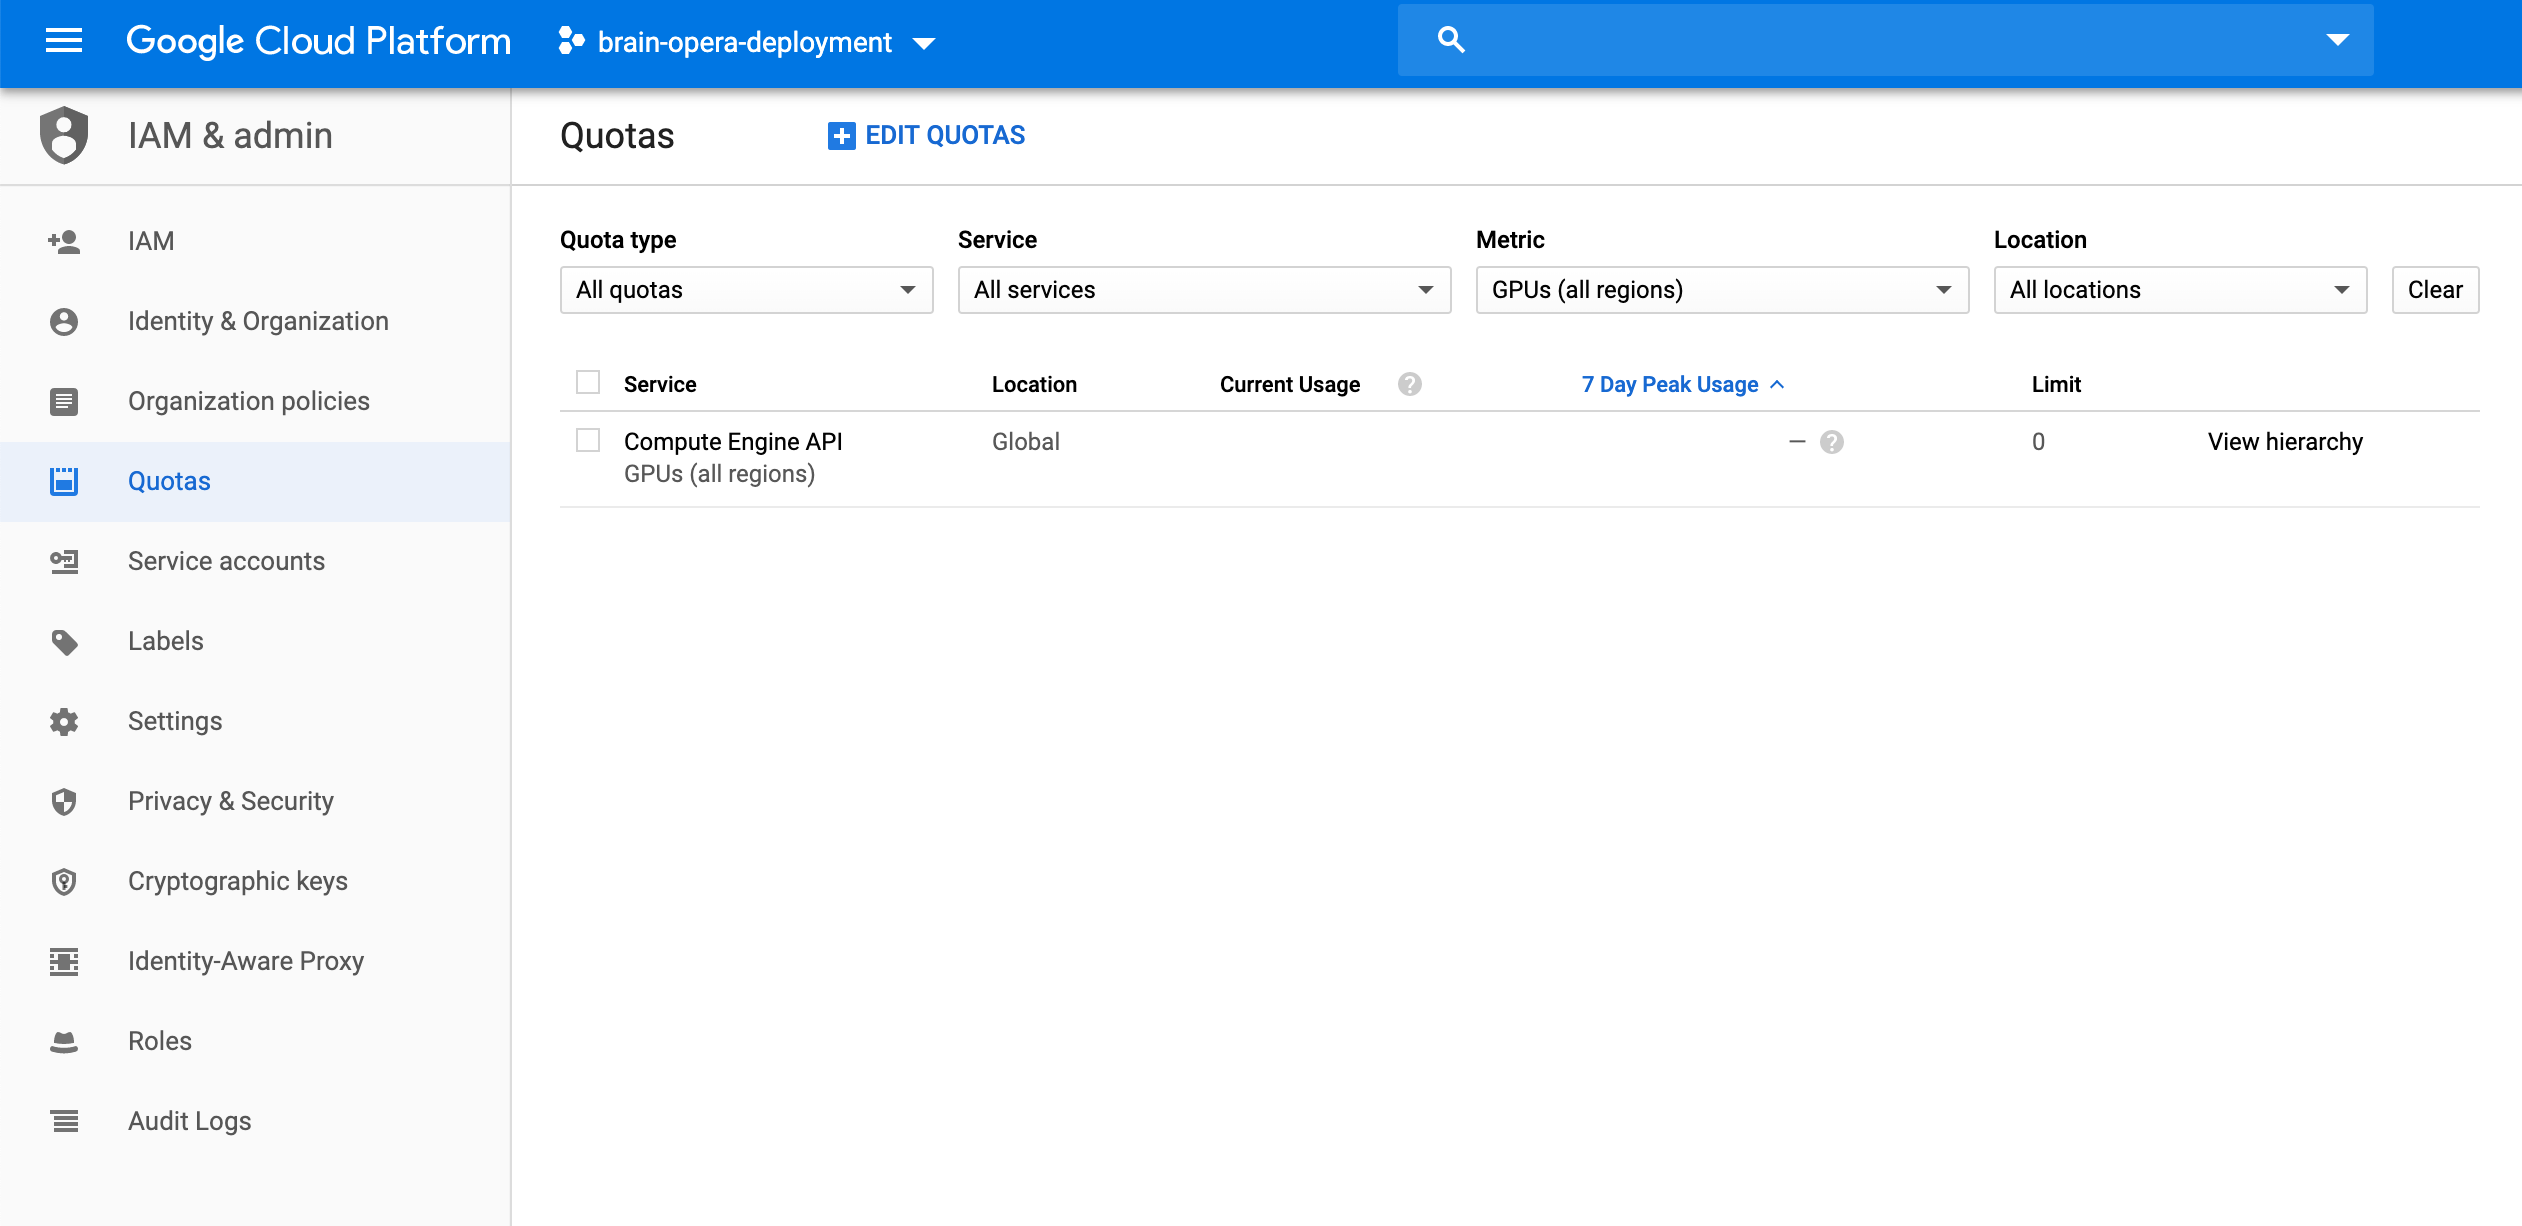 Google Cloud Platform
brain-opera-deployment
IAM & admin
Quotas
EDIT QUOTAS
IAM
Identity & Organization
Organization policies
Quotas
Service accounts
Labels
Settings
Privacy & Security
Cryptographic keys
Identity-Aware Proxy
Roles
Audit Logs
Quota type Service Metric Location
All quotas All services GPUs (all regions) All locations Clear
Service Location Current Usage ? 7 Day Peak Usage Limit
Compute Engine API Global – ? 0 View hierarchy
GPUs (all regions)